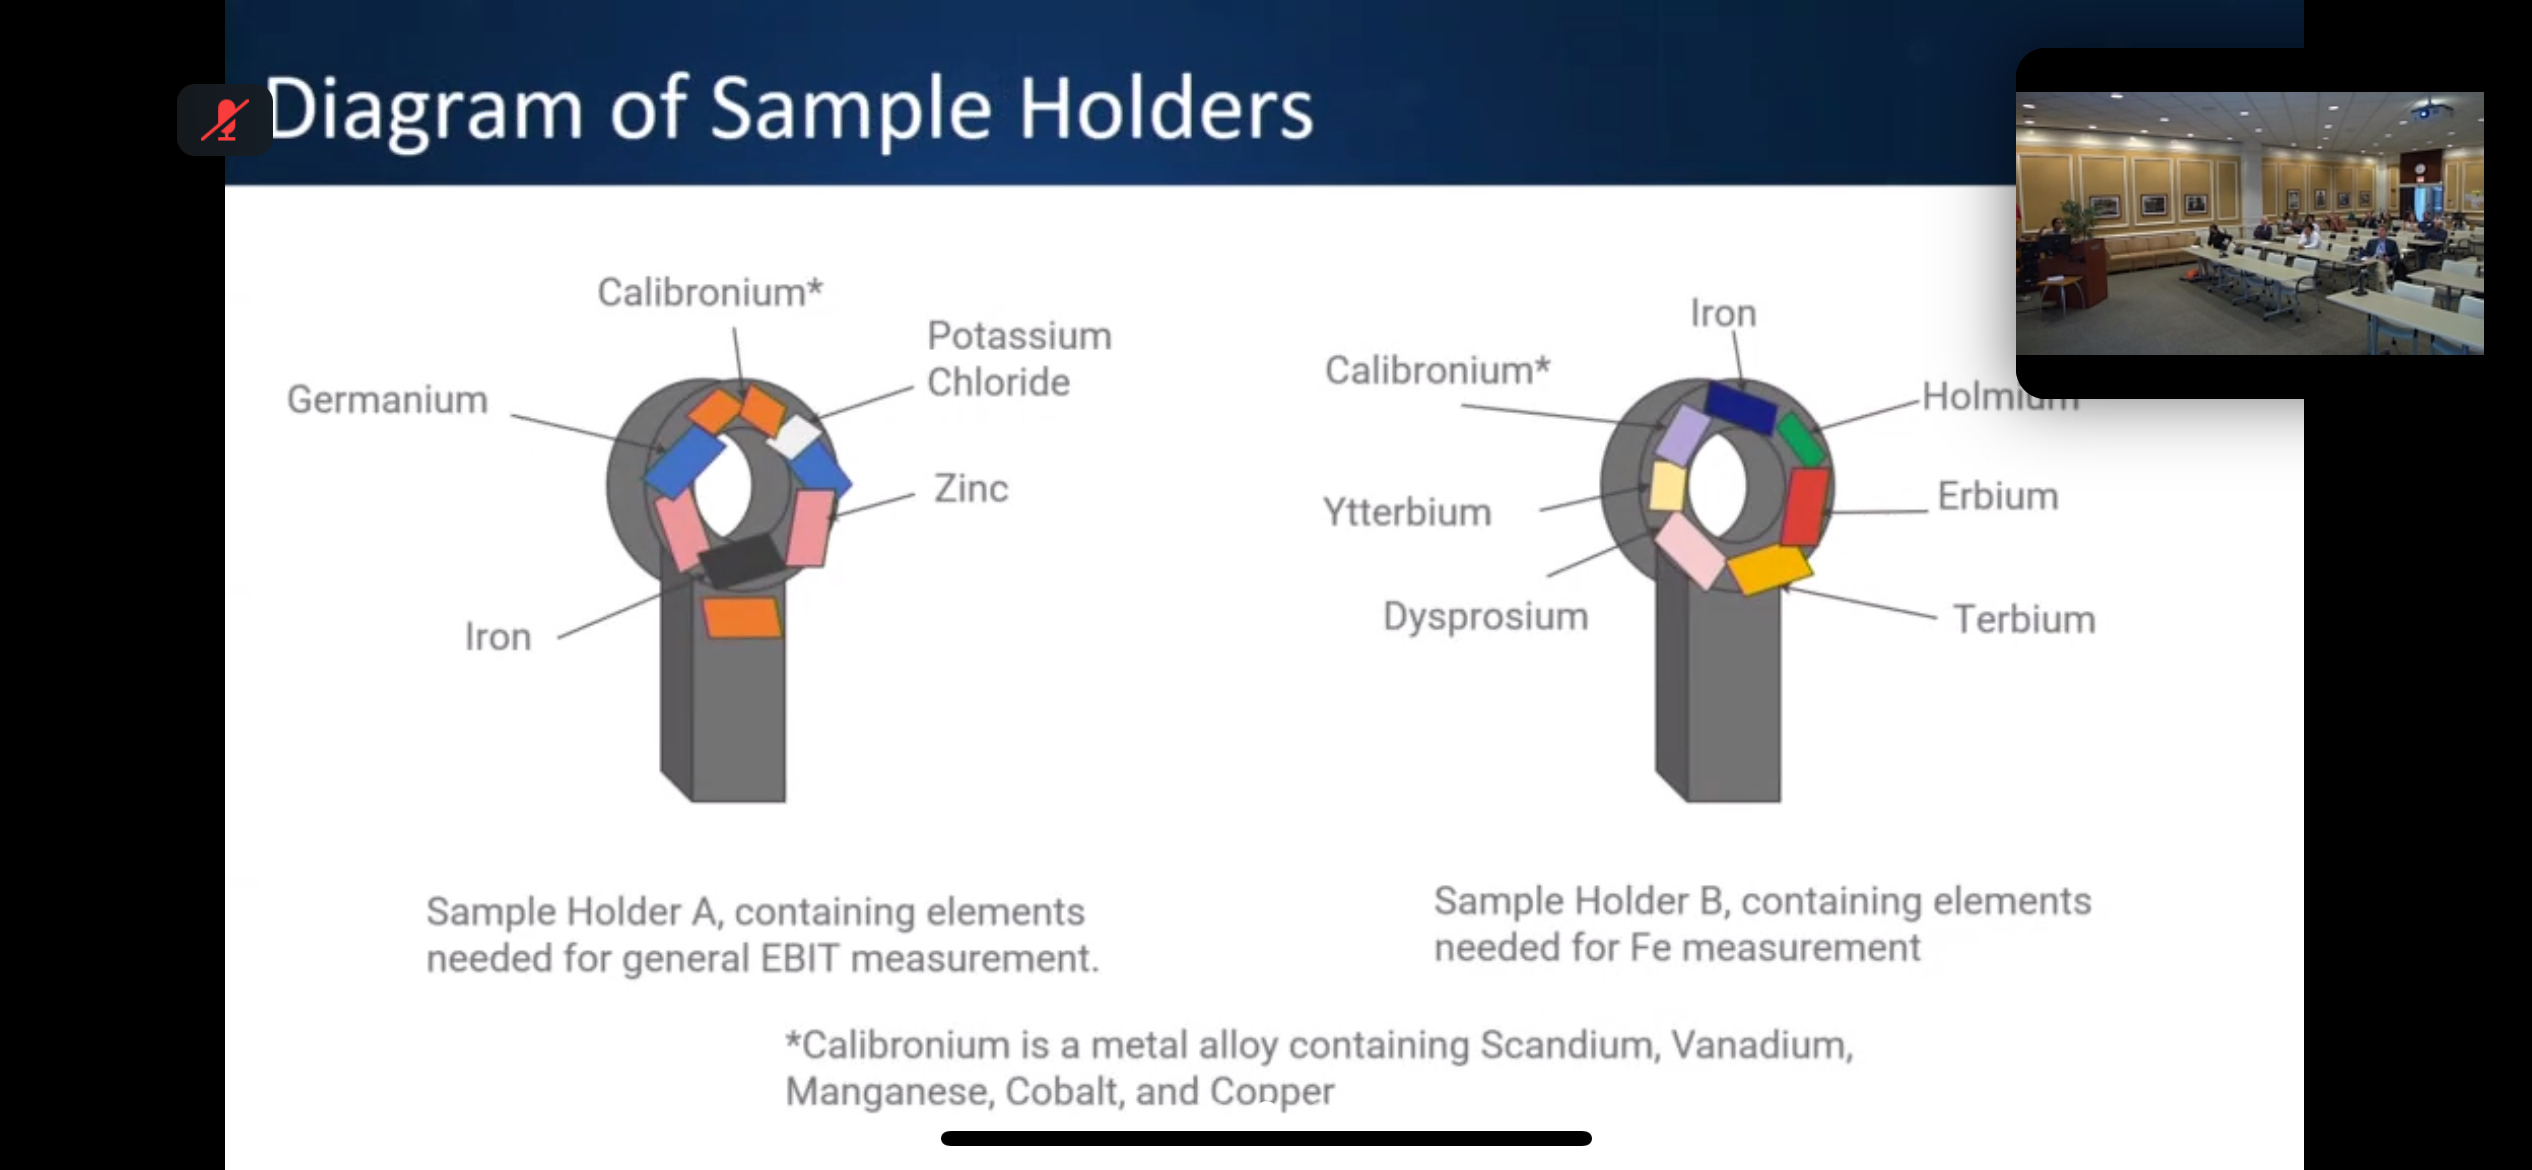 Diagram of Sample Holders
Calibronium*
Potassium
Chloride
Germanium
Zinc
Iron
Iron
Calibronium*
Holmium
Ytterbium
Erbium
Dysprosium
Terbium
Sample Holder A, containing elements
needed for general EBIT measurement.
Sample Holder B, containing elements
needed for Fe measurement
*Calibronium is a metal alloy containing Scandium, Vanadium,
Manganese, Cobalt, and Copper